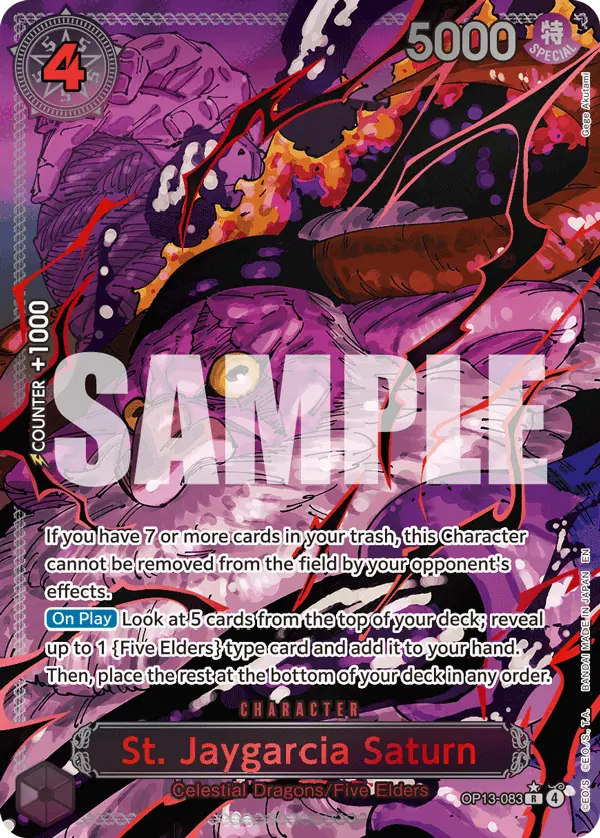 4
5000
特
SPECIAL
Gege Akutami
COUNTER +1000
SAMPLE
If you have 7 or more cards in your trash, this Character
cannot be removed from the field by your opponent's
effects.
On Play Look at 5 cards from the top of your deck; reveal
up to 1 {Five Elders} type card and add it to your hand.
Then, place the rest at the bottom of your deck in any order.
CHARACTER
St. Jaygarcia Saturn
Celestial Dragons/Five Elders
OP13-083 R 4
©EO/S ©E.O./S.,T.A. BANDAI MADE IN JAPAN EN